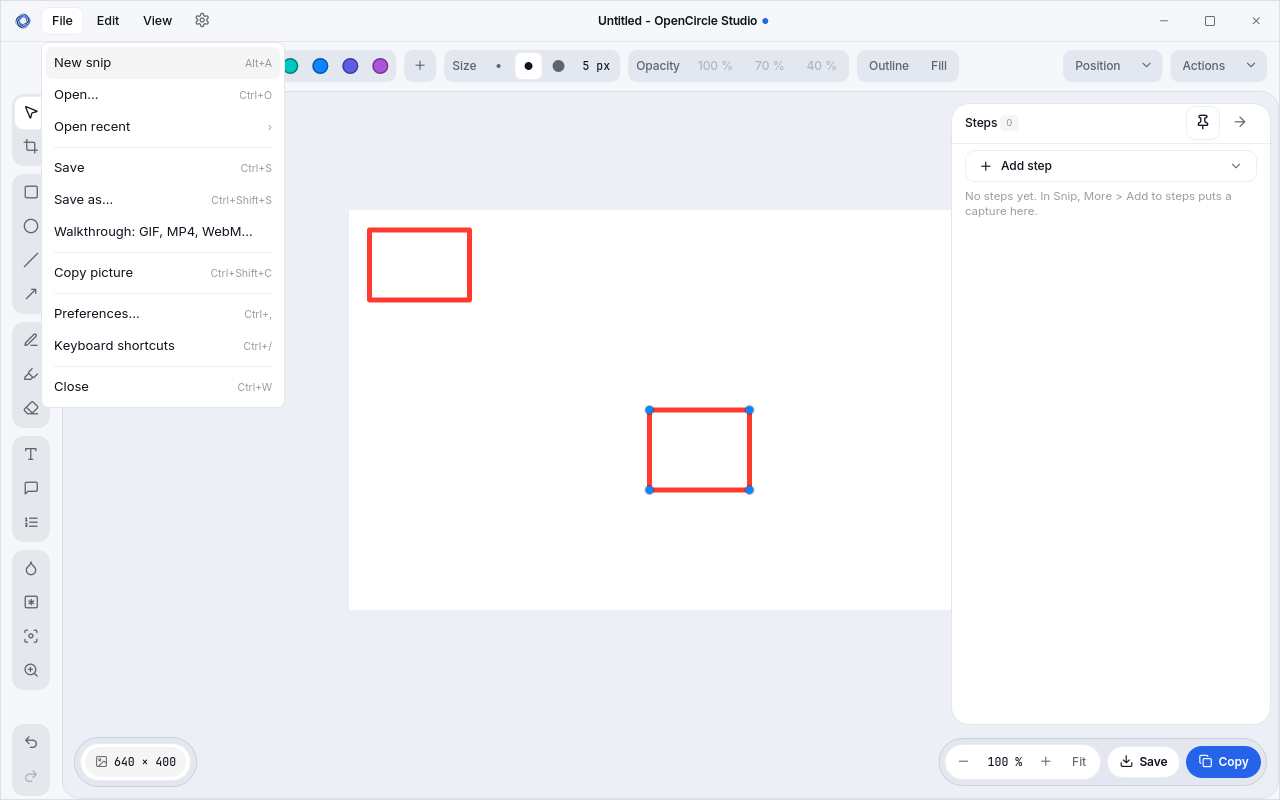 File Edit View
Untitled - OpenCircle Studio
New snip Alt+A
Open... Ctrl+O
Open recent
Save Ctrl+S
Save as... Ctrl+Shift+S
Walkthrough: GIF, MP4, WebM...
Copy picture Ctrl+Shift+C
Preferences... Ctrl+,
Keyboard shortcuts Ctrl+/
Close Ctrl+W
Size 5 px
Opacity 100 % 70 % 40 %
Outline Fill
Position
Actions
Steps 0
Add step
No steps yet. In Snip, More > Add to steps puts a
capture here.
640 × 400
100 %
Fit
Save
Copy